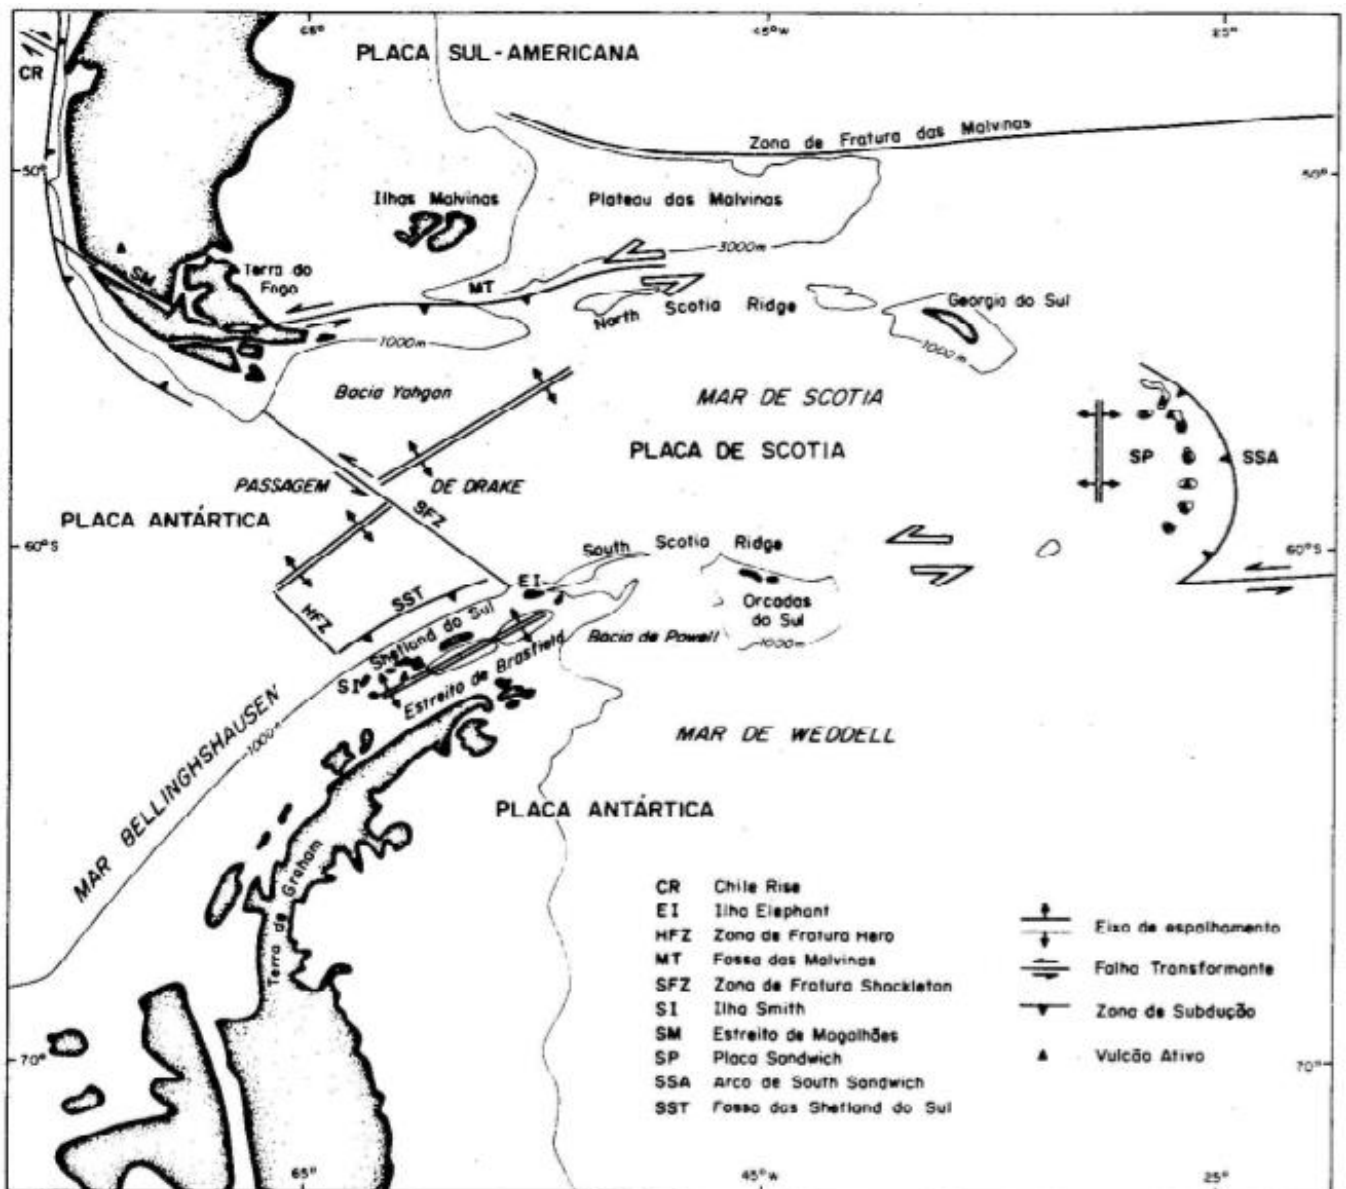 65°
45°W
25°
PLACA SUL-AMERICANA
CR
Zona de Fratura das Malvinas
50°
50°
Ilhas Malvinas
Plateau das Malvinas
3000m
SM
Terra do
Fogo
MT
North Scotia Ridge
Georgia do Sul
1000m
1000m
Bacia Yahgan
MAR DE SCOTIA
PLACA DE SCOTIA
SP
SSA
PASSAGEM
DE DRAKE
SFZ
PLACA ANTÁRTICA
60°S
60°S
South Scotia Ridge
EI
SST
HFZ
Orcadas
do Sul
1000m
Shetland do Sul
Bacia de Powell
SI
Estreito de Brasfield
MAR BELLINGHSHAUSEN
1000m
MAR DE WEDDELL
PLACA ANTÁRTICA
Terra de Graham
CR Chile Rise
EI Ilha Elephant
HFZ Zona de Fratura Hero
MT Fossa das Malvinas
SFZ Zona de Fratura Shackleton
SI Ilha Smith
SM Estreito de Magalhães
SP Placa Sandwich
SSA Arco de South Sandwich
SST Fossa das Shetland do Sul
Eixo de espalhamento
Falha Transformante
Zona de Subdução
Vulcão Ativo
70°
70°
65°
45°W
25°